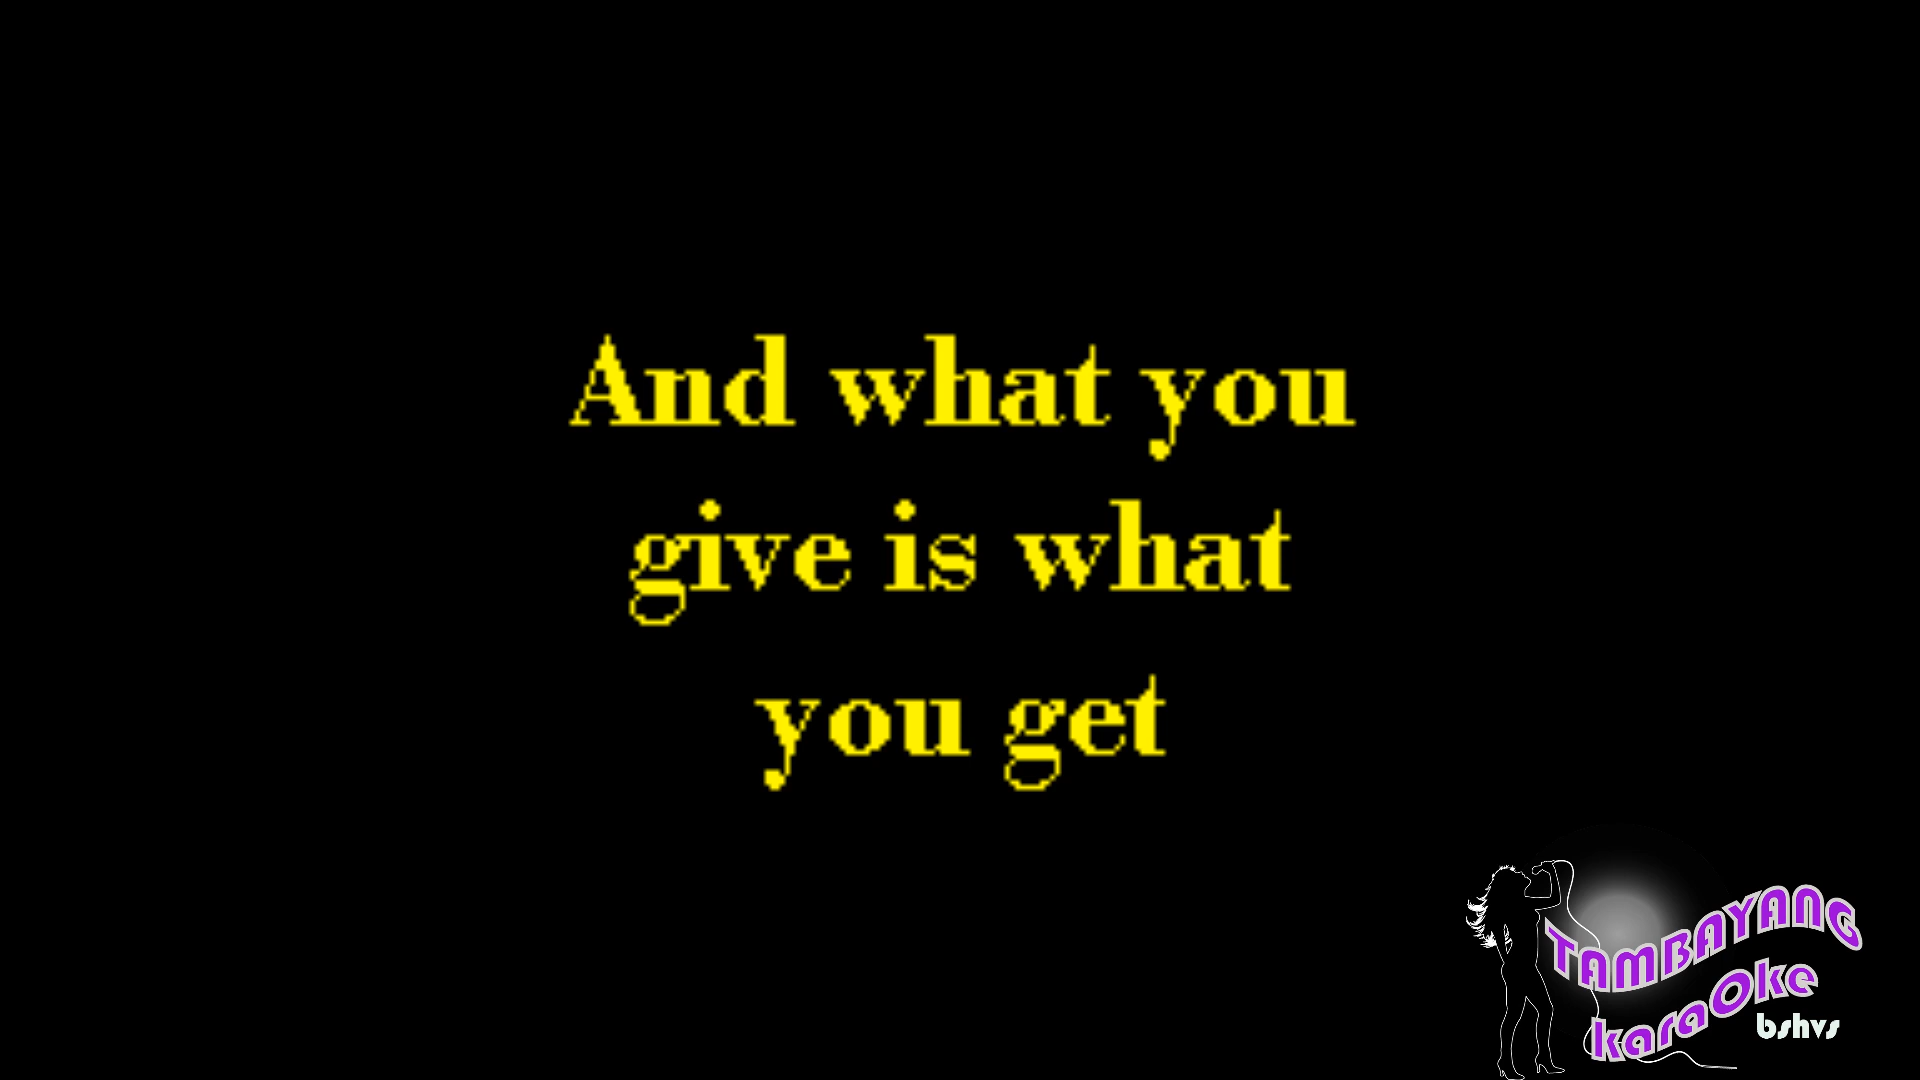 And what you
give is what
you get
TAMBAYANG
karaOke
bshvs